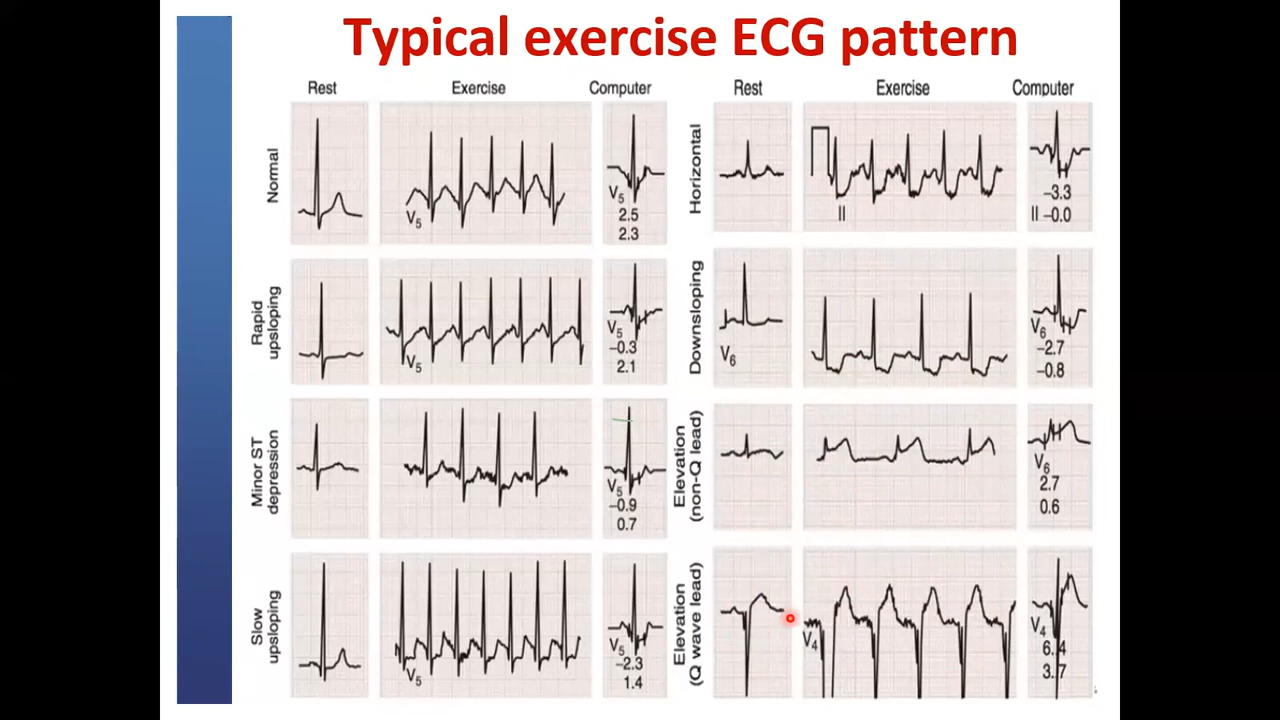 Typical exercise ECG pattern
Rest Exercise Computer
Normal
V5
V5
2.5
2.3
Rapid
upsloping
V5
V5
−0.3
2.1
Minor ST
depression
V5
−0.9
0.7
Slow
upsloping
V5
V5
−2.3
1.4
Rest Exercise Computer
Horizontal
II
−3.3
II −0.0
Downsloping
V6
V6
−2.7
−0.8
Elevation
(non-Q lead)
V6
2.7
0.6
Elevation
(Q wave lead)
V4
V4
6.4
3.7